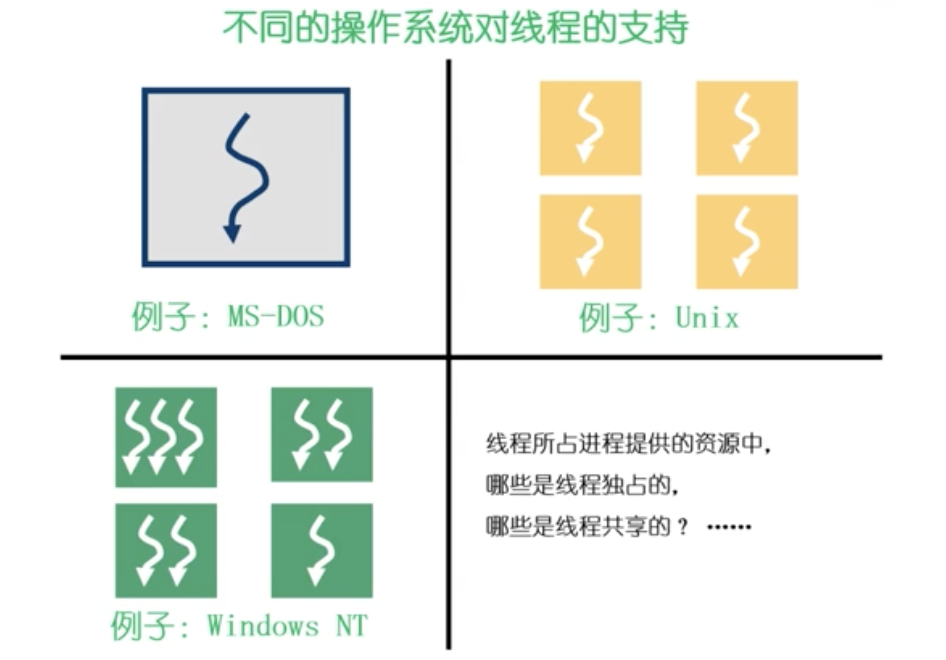 不同的操作系统对线程的支持
例子：MS-DOS
例子：Unix
例子：Windows NT
线程所占进程提供的资源中，
哪些是线程独占的，
哪些是线程共享的？ ……